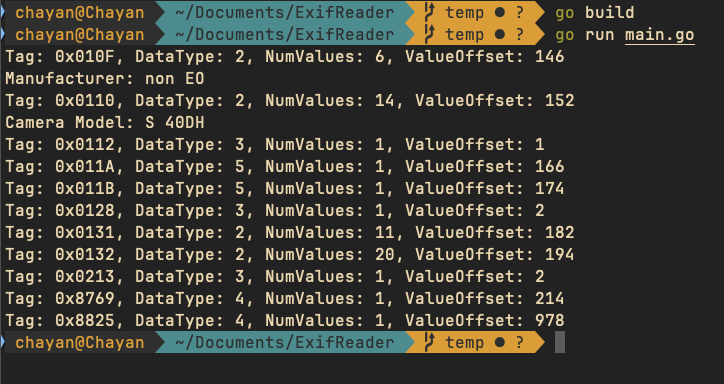 chayan@Chayan ~/Documents/ExifReader temp ● ? go build
chayan@Chayan ~/Documents/ExifReader temp ● ? go run main.go
Tag: 0x010F, DataType: 2, NumValues: 6, ValueOffset: 146
Manufacturer: non EO
Tag: 0x0110, DataType: 2, NumValues: 14, ValueOffset: 152
Camera Model: S 40DH
Tag: 0x0112, DataType: 3, NumValues: 1, ValueOffset: 1
Tag: 0x011A, DataType: 5, NumValues: 1, ValueOffset: 166
Tag: 0x011B, DataType: 5, NumValues: 1, ValueOffset: 174
Tag: 0x0128, DataType: 3, NumValues: 1, ValueOffset: 2
Tag: 0x0131, DataType: 2, NumValues: 11, ValueOffset: 182
Tag: 0x0132, DataType: 2, NumValues: 20, ValueOffset: 194
Tag: 0x0213, DataType: 3, NumValues: 1, ValueOffset: 2
Tag: 0x8769, DataType: 4, NumValues: 1, ValueOffset: 214
Tag: 0x8825, DataType: 4, NumValues: 1, ValueOffset: 978
chayan@Chayan ~/Documents/ExifReader temp ● ?